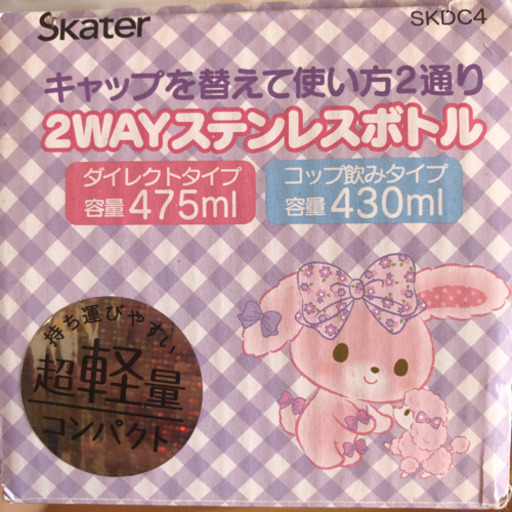 Skater
SKDC4
キャップを替えて使い方2通り
2WAYステンレスボトル
ダイレクトタイプ
容量475ml
コップ飲みタイプ
容量430ml
持ち運びやすい
超軽量
コンパクト